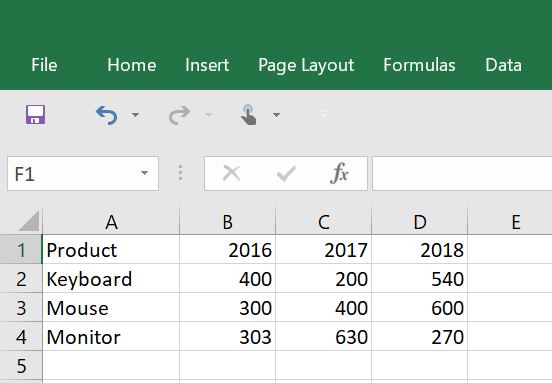 File Home Insert Page Layout Formulas Data
F1 fx
A B C D E
1 Product 2016 2017 2018
2 Keyboard 400 200 540
3 Mouse 300 400 600
4 Monitor 303 630 270
5